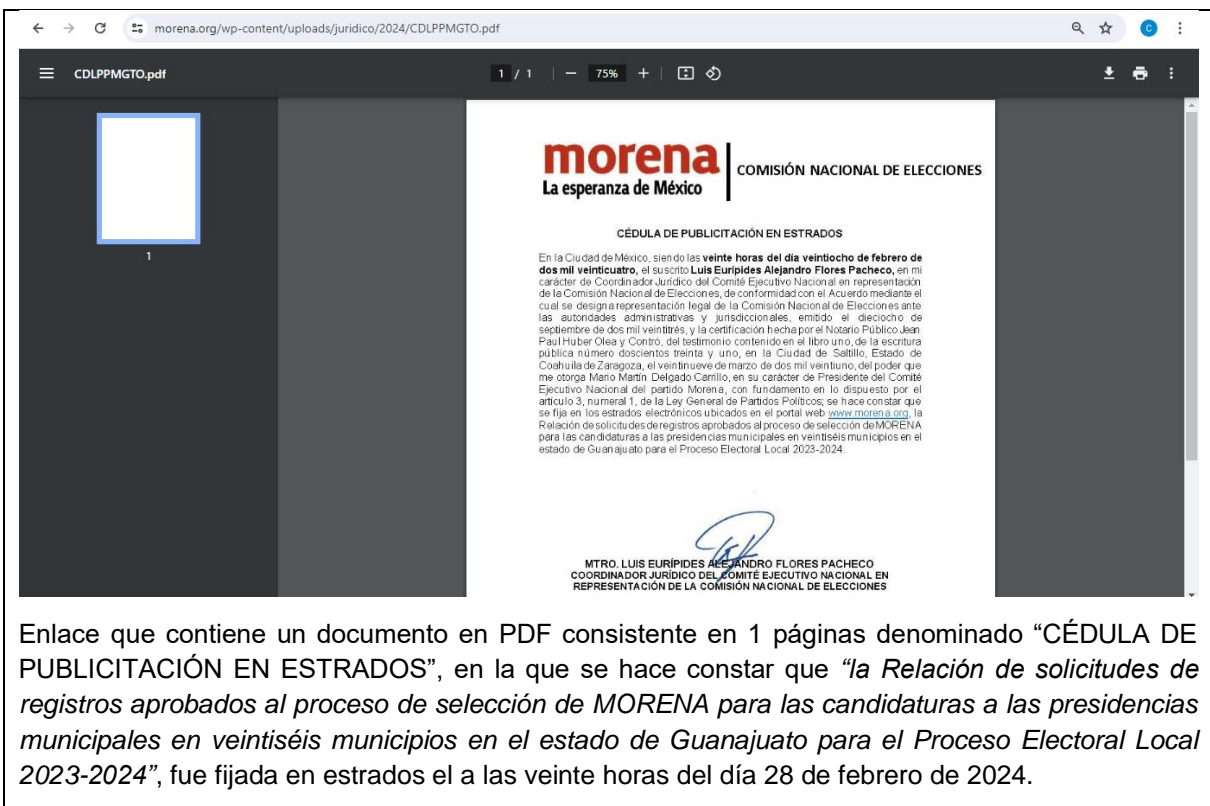 morena.org/wp-content/uploads/juridico/2024/CDLPPMGTO.pdf
C
CDLPPMGTO.pdf
1 / 1
75%
1
morena
La esperanza de México
COMISIÓN NACIONAL DE ELECCIONES
CÉDULA DE PUBLICITACIÓN EN ESTRADOS
En la Ciudad de México, siendo las veinte horas del día veintiocho de febrero de
dos mil veinticuatro, el suscrito Luis Eurípides Alejandro Flores Pacheco, en mi
carácter de Coordinador Jurídico del Comité Ejecutivo Nacional en representación
de la Comisión Nacional de Elecciones, de conformidad con el Acuerdo mediante el
cual se designa representación legal de la Comisión Nacional de Elecciones ante
las autoridades administrativas y jurisdiccionales, emitido el dieciocho de
septiembre de dos mil veintitrés, y la certificación hecha por el Notario Público Jean
Paul Huber Olea y Contró, del testimonio contenido en el libro uno, de la escritura
pública número doscientos treinta y uno, en la Ciudad de Saltillo, Estado de
Coahuila de Zaragoza, el veintinueve de marzo de dos mil veintiuno, del poder que
me otorga Mario Martín Delgado Carrillo, en su carácter de Presidente del Comité
Ejecutivo Nacional del partido Morena, con fundamento en lo dispuesto por el
artículo 3, numeral 1, de la Ley General de Partidos Políticos; se hace constar que
se fija en los estrados electrónicos ubicados en el portal web www.morena.org, la
Relación de solicitudes de registros aprobados al proceso de selección de MORENA
para las candidaturas a las presidencias municipales en veintiséis municipios en el
estado de Guanajuato para el Proceso Electoral Local 2023-2024
MTRO. LUIS EURÍPIDES ALEJANDRO FLORES PACHECO
COORDINADOR JURÍDICO DEL COMITÉ EJECUTIVO NACIONAL EN
REPRESENTACIÓN DE LA COMISIÓN NACIONAL DE ELECCIONES
Enlace que contiene un documento en PDF consistente en 1 páginas denominado “CÉDULA DE
PUBLICITACIÓN EN ESTRADOS”, en la que se hace constar que “la Relación de solicitudes de
registros aprobados al proceso de selección de MORENA para las candidaturas a las presidencias
municipales en veintiséis municipios en el estado de Guanajuato para el Proceso Electoral Local
2023-2024”, fue fijada en estrados el a las veinte horas del día 28 de febrero de 2024.